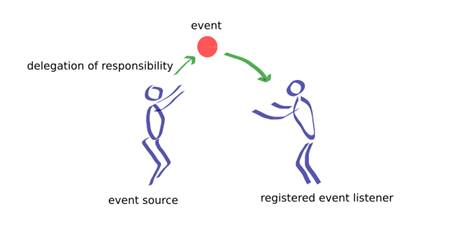 event
delegation of responsibility
event source
registered event listener